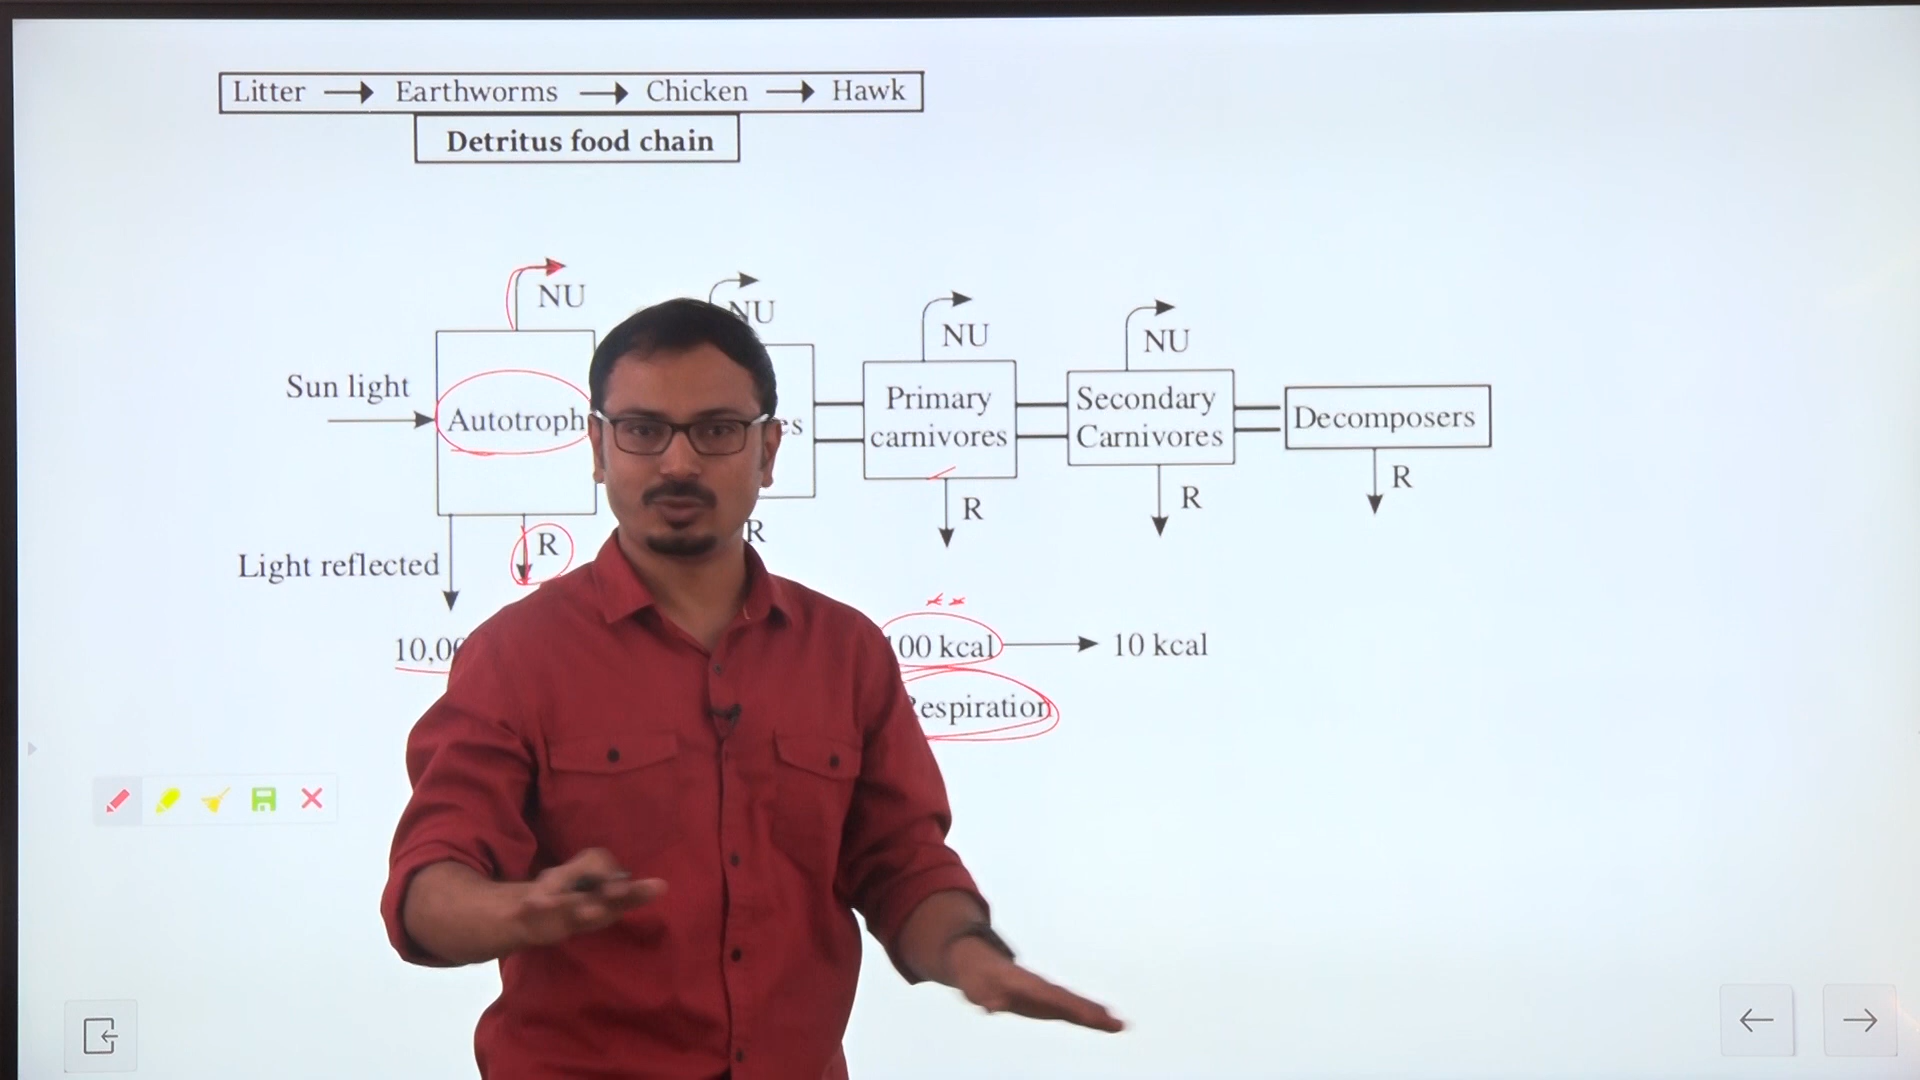 Litter → Earthworms → Chicken → Hawk
Detritus food chain
NU
NU
NU
NU
Sun light
Autotroph
Primary
carnivores
Secondary
Carnivores
Decomposers
R
R
R
R
R
Light reflected
00 kcal → 10 kcal
espiration